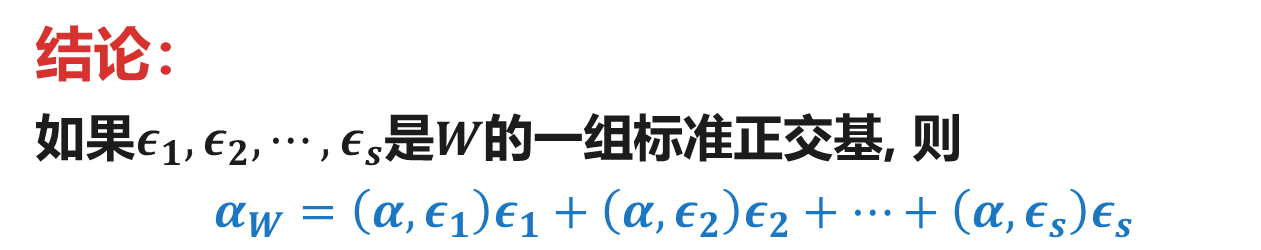 结论：
如果ϵ₁, ϵ₂, ⋯, ϵₛ是W的一组标准正交基, 则
α_W = (α, ϵ₁)ϵ₁ + (α, ϵ₂)ϵ₂ + ⋯ + (α, ϵₛ)ϵₛ